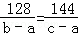 128/(b − a) = 144/(c − a)